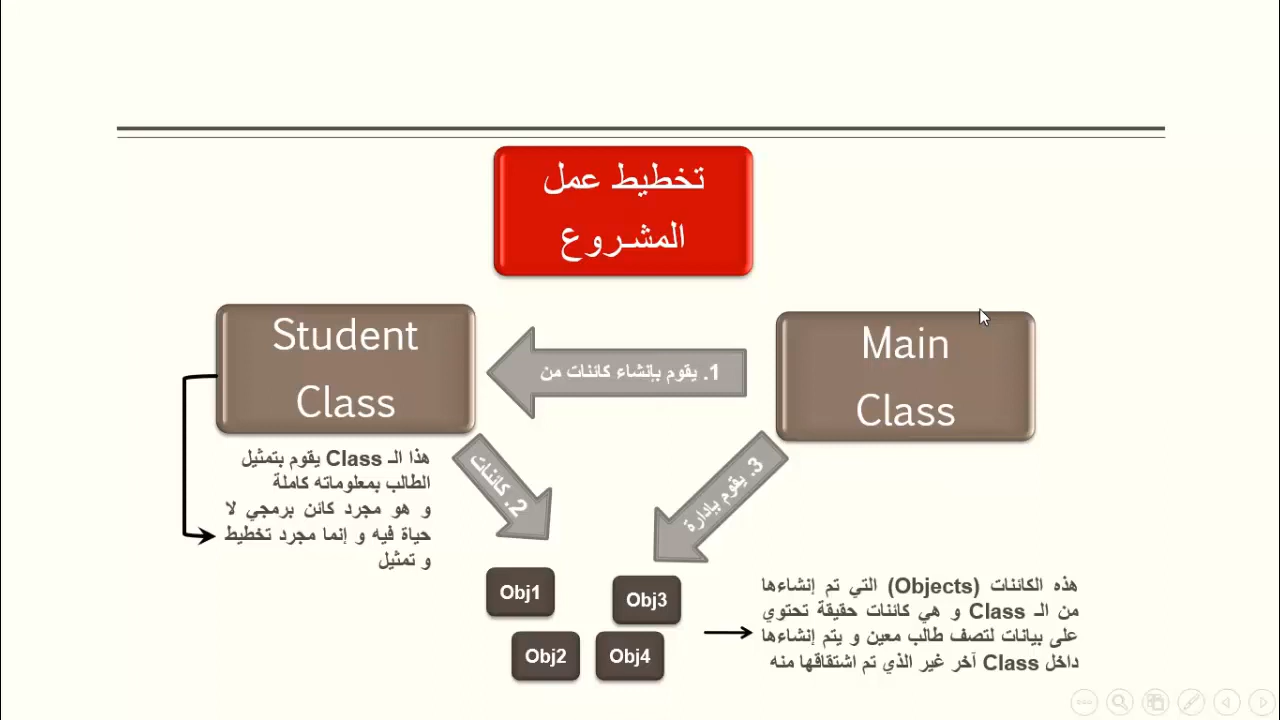 تخطيط عمل
المشروع
Main
Class
1. يقوم بإنشاء كائنات من
Student
Class
هذا الـ Class يقوم بتمثيل
الطالب بمعلوماته كاملة
و هو مجرد كائن برمجي لا
حياة فيه و إنما مجرد تخطيط
و تمثيل
2. كائنات
3. يقوم بإدارة
Obj1
Obj3
Obj2
Obj4
هذه الكائنات (Objects) التي تم إنشاءها
من الـ Class و هي كائنات حقيقة تحتوي
على بيانات لتصف طالب معين و يتم إنشاءها
داخل Class آخر غير الذي تم اشتقاقها منه